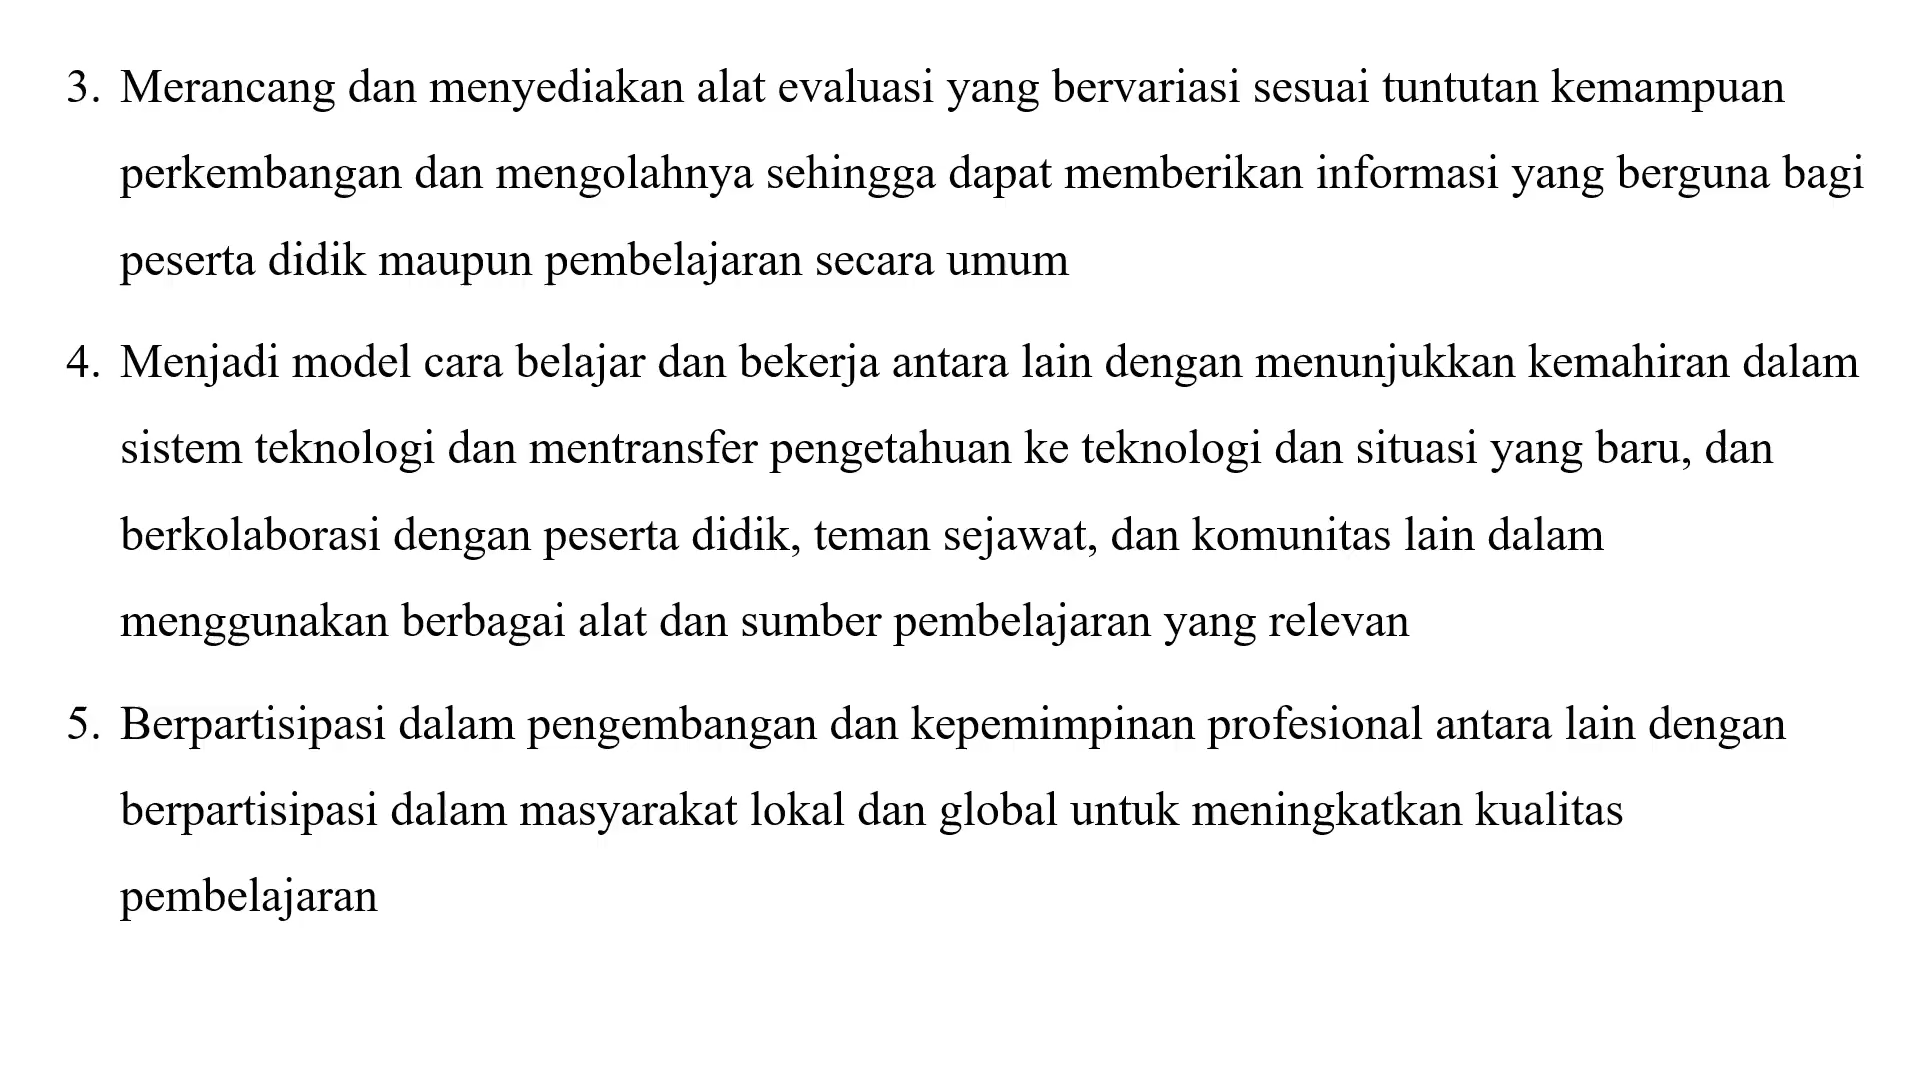 3. Merancang dan menyediakan alat evaluasi yang bervariasi sesuai tuntutan kemampuan
perkembangan dan mengolahnya sehingga dapat memberikan informasi yang berguna bagi
peserta didik maupun pembelajaran secara umum
4. Menjadi model cara belajar dan bekerja antara lain dengan menunjukkan kemahiran dalam
sistem teknologi dan mentransfer pengetahuan ke teknologi dan situasi yang baru, dan
berkolaborasi dengan peserta didik, teman sejawat, dan komunitas lain dalam
menggunakan berbagai alat dan sumber pembelajaran yang relevan
5. Berpartisipasi dalam pengembangan dan kepemimpinan profesional antara lain dengan
berpartisipasi dalam masyarakat lokal dan global untuk meningkatkan kualitas
pembelajaran